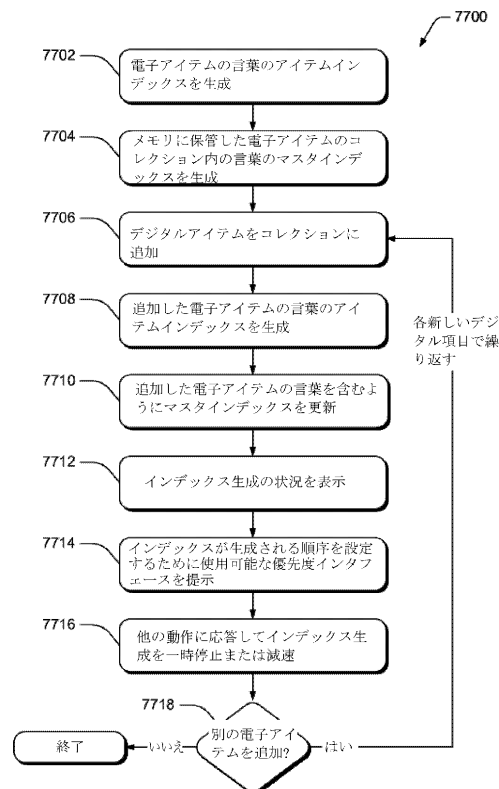 7700
7702
電子アイテムの言葉のアイテムイン
デックスを生成
7704
メモリに保管した電子アイテムのコ
レクション内の言葉のマスタインデ
ックスを生成
7706
デジタルアイテムをコレクションに
追加
7708
追加した電子アイテムの言葉のアイ
テムインデックスを生成
各新しいデジ
タル項目で繰
り返す
7710
追加した電子アイテムの言葉を含むよ
うにマスタインデックスを更新
7712
インデックス生成の状況を表示
7714
インデックスが生成される順序を設定
するために使用可能な優先度インタフ
ェースを提示
7716
他の動作に応答してインデックス生
成を一時停止または減速
7718
別の電子アイ
テムを追加?
いいえ
はい
終了